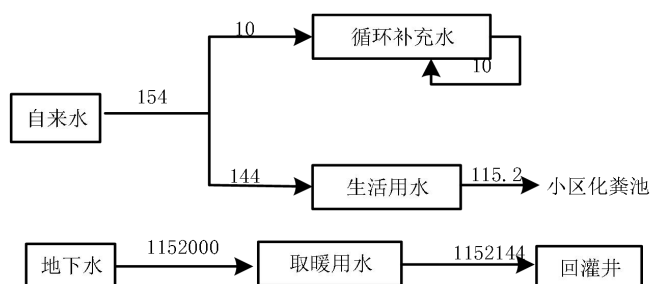 10
循环补充水
10
154
自来水
144
生活用水
115.2
小区化粪池
地下水
1152000
取暖用水
1152144
回灌井